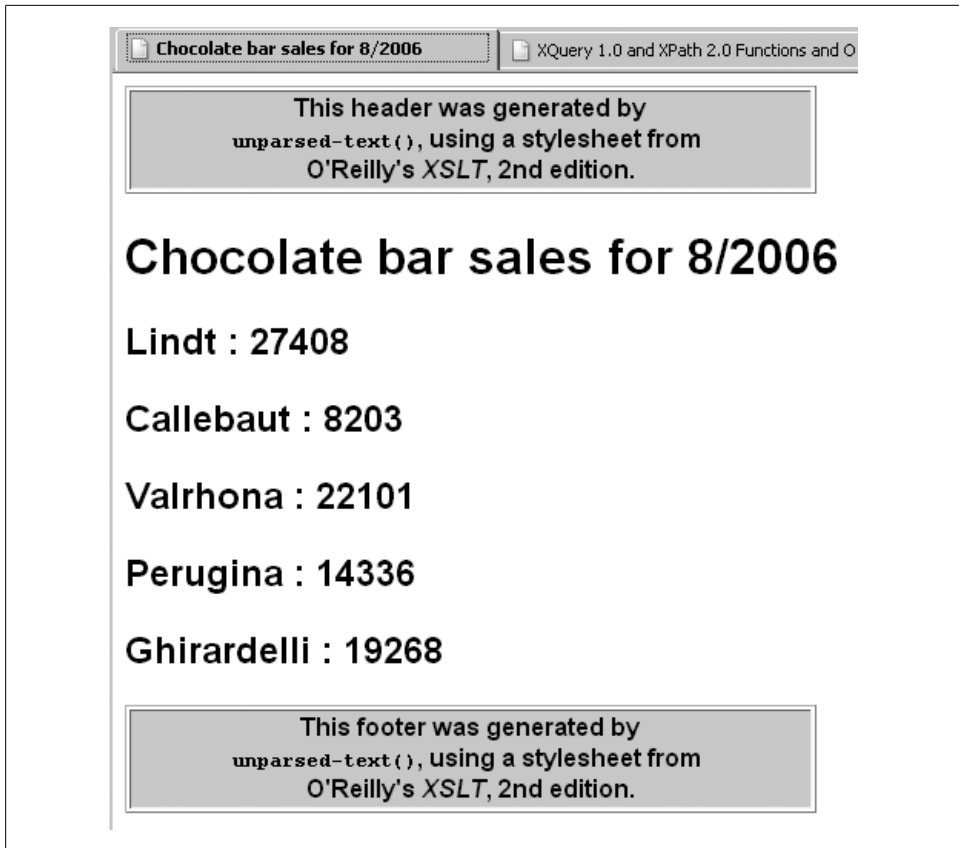 Chocolate bar sales for 8/2006
XQuery 1.0 and XPath 2.0 Functions and O
This header was generated by
unparsed-text(), using a stylesheet from
O'Reilly's XSLT, 2nd edition.
Chocolate bar sales for 8/2006
Lindt : 27408
Callebaut : 8203
Valrhona : 22101
Perugina : 14336
Ghirardelli : 19268
This footer was generated by
unparsed-text(), using a stylesheet from
O'Reilly's XSLT, 2nd edition.